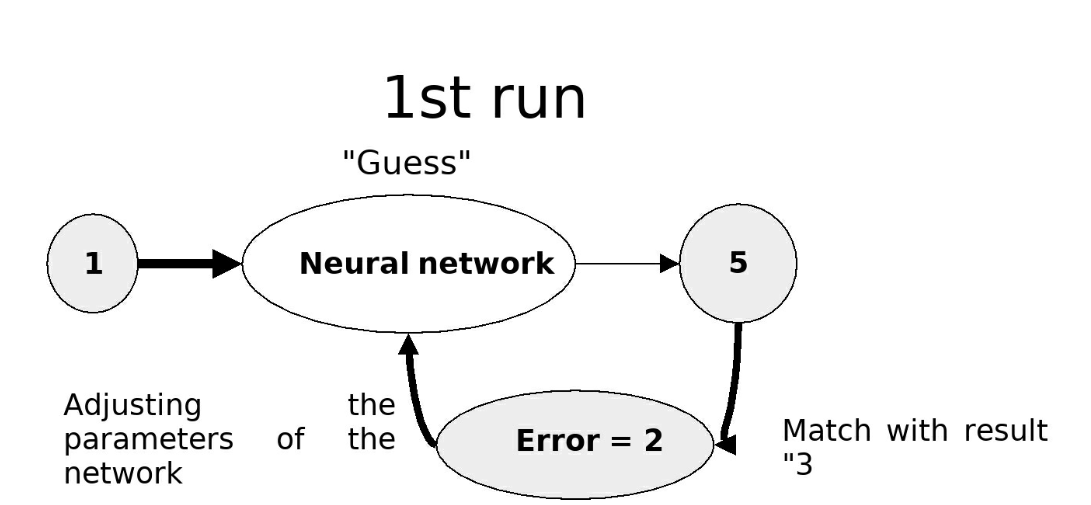 1st run
"Guess"
1
Neural network
5
Adjusting the
parameters of the
network
Error = 2
Match with result
"3